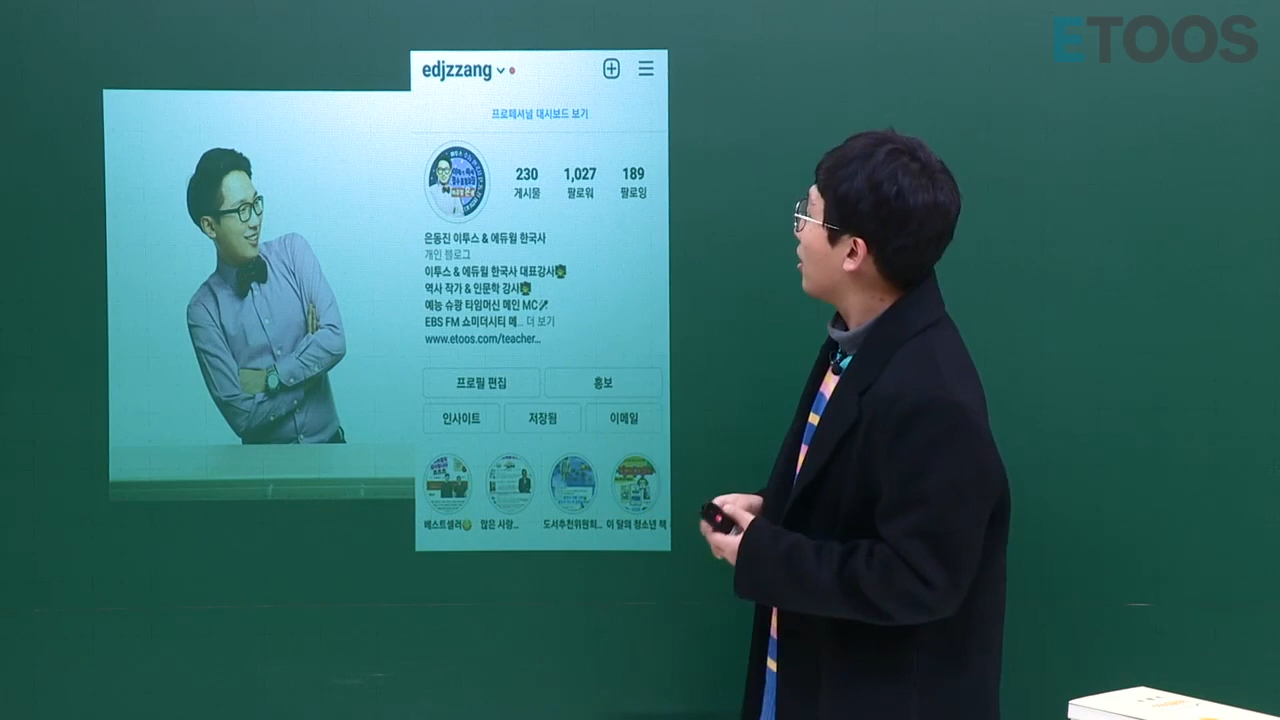 ETOOS
edjzzang
프로페셔널 대시보드 보기
230 1,027 189
게시물 팔로워 팔로잉
은동진 이투스 & 에듀윌 한국사
개인 블로그
이투스 & 에듀윌 한국사 대표강사
역사 작가 & 인문학 강사
예능 슈광 타임머신 메인 MC
EBS FM 쇼미더시티 메... 더 보기
www.etoos.com/teacher...
프로필 편집 홍보
인사이트 저장됨 이메일
베스트셀러 많은 사랑... 도서추천위원회... 이 달의 청소년 책